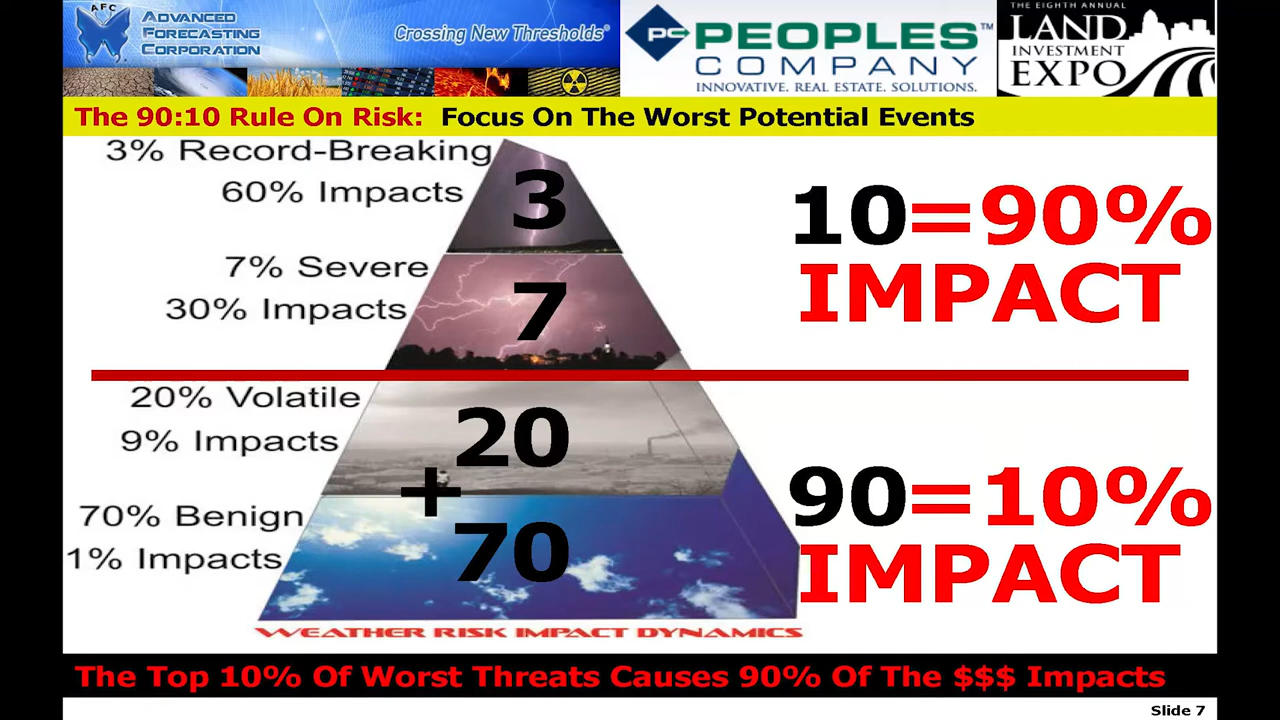 AFC
ADVANCED
FORECASTING
CORPORATION
Crossing New Thresholds®
PC PEOPLES™
COMPANY
INNOVATIVE. REAL ESTATE. SOLUTIONS.
THE EIGHTH ANNUAL
LAND
INVESTMENT
EXPO
The 90:10 Rule On Risk: Focus On The Worst Potential Events
3% Record-Breaking
60% Impacts
3
7% Severe
30% Impacts
7
10=90%
IMPACT
20% Volatile
9% Impacts
20
+
70% Benign
1% Impacts
70
90=10%
IMPACT
WEATHER RISK IMPACT DYNAMICS
The Top 10% Of Worst Threats Causes 90% Of The $$$ Impacts
Slide 7